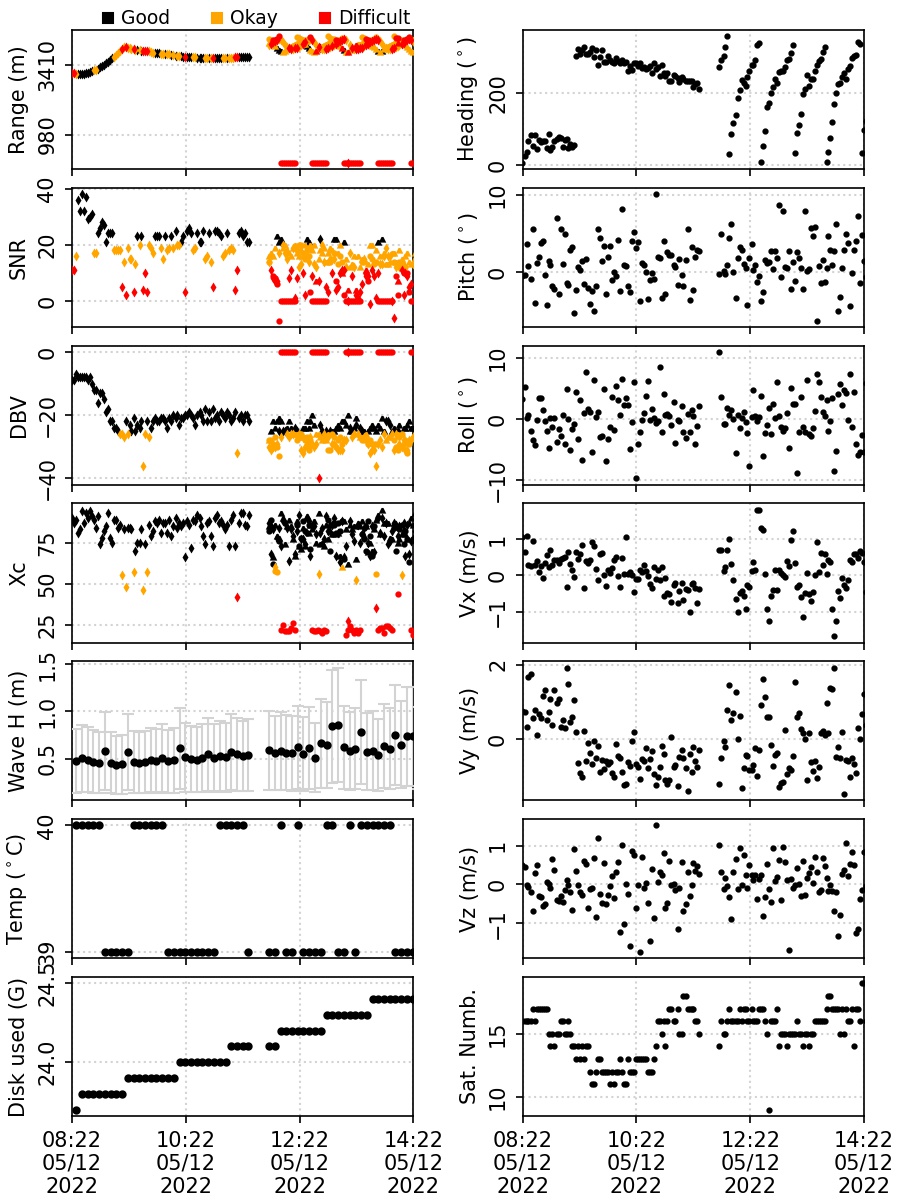 Good Okay Difficult
Range (m)
3410
980
Heading (°)
200
0
SNR
40
20
0
Pitch (°)
10
0
DBV
0
−20
−40
Roll (°)
10
0
−10
Xc
75
50
25
Vx (m/s)
1
0
−1
Wave H (m)
1.5
1.0
0.5
Vy (m/s)
2
0
Temp (°C)
40
39
Vz (m/s)
1
0
−1
Disk used (G)
24.5
24.0
Sat. Numb.
15
10
08:22 10:22 12:22 14:22 08:22 10:22 12:22 14:22
05/12 05/12 05/12 05/12 05/12 05/12 05/12 05/12
2022 2022 2022 2022 2022 2022 2022 2022